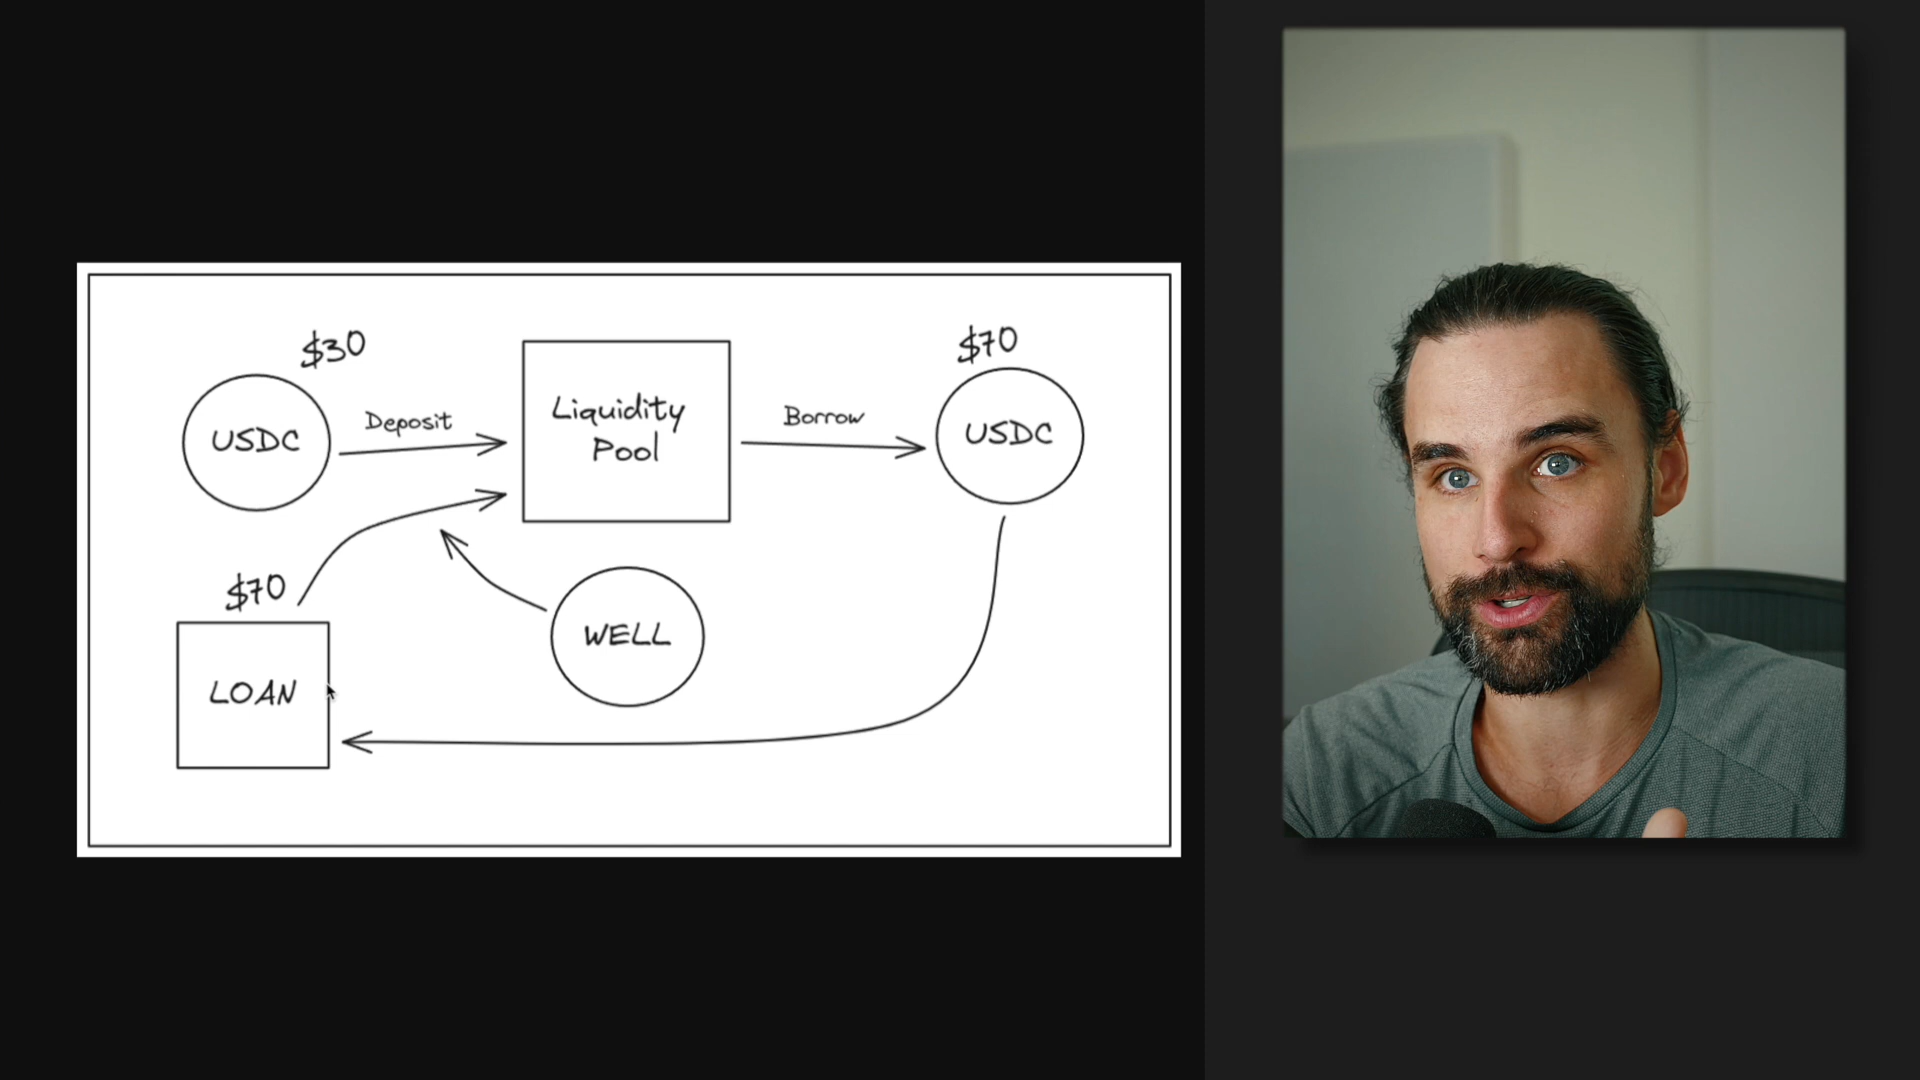 $30
$70
USDC
Deposit
Liquidity
Pool
Borrow
USDC
$70
LOAN
WELL